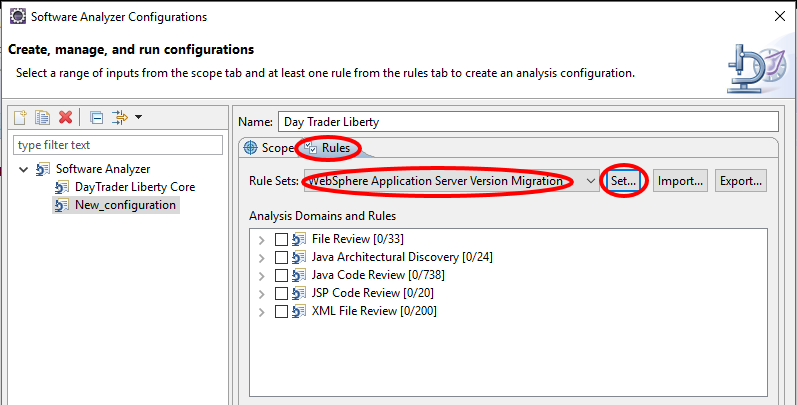 Software Analyzer Configurations
Create, manage, and run configurations
Select a range of inputs from the scope tab and at least one rule from the rules tab to create an analysis configuration.
Name: Day Trader Liberty
type filter text
Scope Rules
Software Analyzer
DayTrader Liberty Core
New_configuration
Rule Sets: WebSphere Application Server Version Migration Set... Import... Export...
Analysis Domains and Rules
File Review [0/33]
Java Architectural Discovery [0/24]
Java Code Review [0/738]
JSP Code Review [0/20]
XML File Review [0/200]